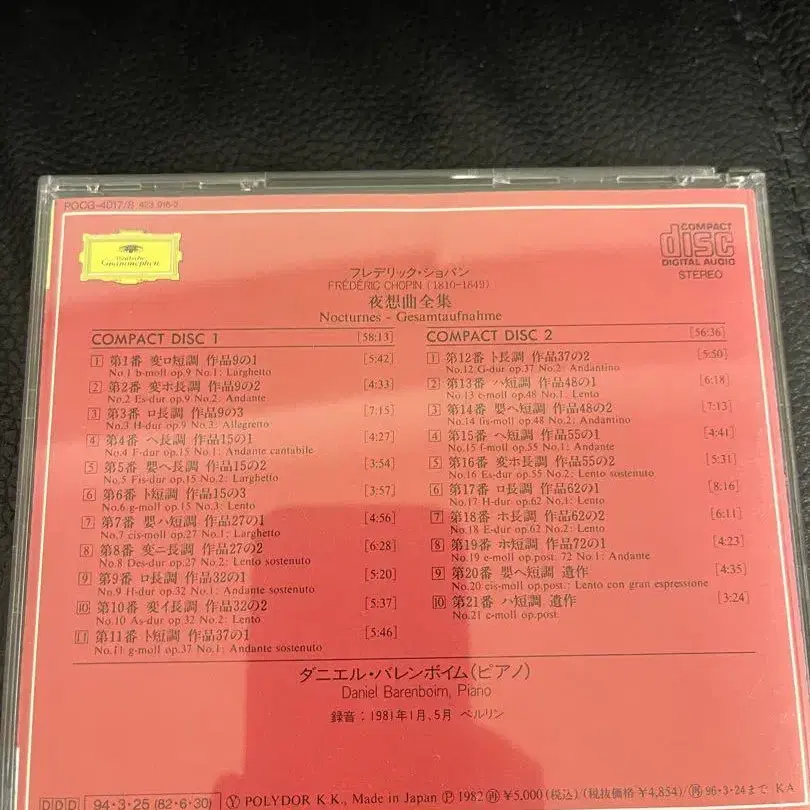 POCG-4017/8 423 916-2
Deutsche
Grammophon
COMPACT
disc
DIGITAL AUDIO
STEREO
フレデリック・ショパン
FRÉDÉRIC CHOPIN (1810-1849)
夜想曲全集
Nocturnes - Gesamtaufnahme
COMPACT DISC 1 [58:13]
1 第1番 変ロ短調 作品9の1 [5:42]
No.1 b-moll op.9 No.1: Larghetto
2 第2番 変ホ長調 作品9の2 [4:33]
No.2 Es-dur op.9 No.2: Andante
3 第3番 ロ長調 作品9の3 [7:15]
No.3 H-dur op.9 No.3: Allegretto
4 第4番 ヘ長調 作品15の1 [4:27]
No.4 F-dur op.15 No.1: Andante cantabile
5 第5番 嬰ヘ長調 作品15の2 [3:54]
No.5 Fis-dur op.15 No.2: Larghetto
6 第6番 ト短調 作品15の3 [3:57]
No.6 g-moll op.15 No.3: Lento
7 第7番 嬰ハ短調 作品27の1 [4:56]
No.7 cis-moll op.27 No.1: Larghetto
8 第8番 変ニ長調 作品27の2 [6:28]
No.8 Des-dur op.27 No.2: Lento sostenuto
9 第9番 ロ長調 作品32の1 [5:20]
No.9 H-dur op.32 No.1: Andante sostenuto
10 第10番 変イ長調 作品32の2 [5:37]
No.10 As-dur op.32 No.2: Lento
11 第11番 ト短調 作品37の1 [5:46]
No.11 g-moll op.37 No.1: Andante sostenuto
COMPACT DISC 2 [56:36]
1 第12番 ト長調 作品37の2 [5:50]
No.12 G-dur op.37 No.2: Andantino
2 第13番 ハ短調 作品48の1 [6:18]
No.13 c-moll op.48 No.1: Lento
3 第14番 嬰ヘ短調 作品48の2 [7:13]
No.14 fis-moll op.48 No.2: Andantino
4 第15番 ヘ短調 作品55の1 [4:41]
No.15 f-moll op.55 No.1: Andante
5 第16番 変ホ長調 作品55の2 [5:31]
No.16 Es-dur op.55 No.2: Lento sostenuto
6 第17番 ロ長調 作品62の1 [8:16]
No.17 H-dur op.62 No.1: Lento
7 第18番 ホ長調 作品62の2 [6:11]
No.18 E-dur op.62 No.2: Lento
8 第19番 ホ短調 作品72の1 [4:23]
No.19 e-moll op.post. 72 No.1: Andante
9 第20番 嬰ヘ短調 遺作 [4:35]
No.20 cis-moll op.post.: Lento con gran espressione
10 第21番 ハ短調 遺作 [3:24]
No.21 c-moll op.post.
ダニエル・バレンボイム(ピアノ)
Daniel Barenboim, Piano
録音:1981年1月、5月 ベルリン
DDD 94・3・25 (82・6・30) Ⓨ POLYDOR K.K., Made in Japan Ⓟ 1982 ㊗ ¥5,000(税込)(税抜価格 ¥4,854)/㊗ 96・3・24まで KA